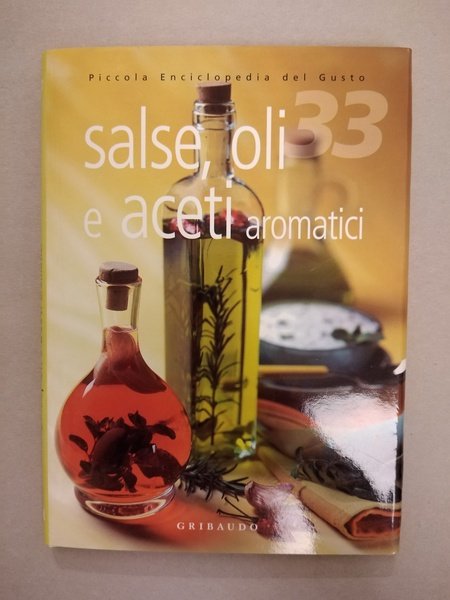 Piccola Enciclopedia del Gusto
33
salse, oli
e aceti aromatici
GRIBAUDO